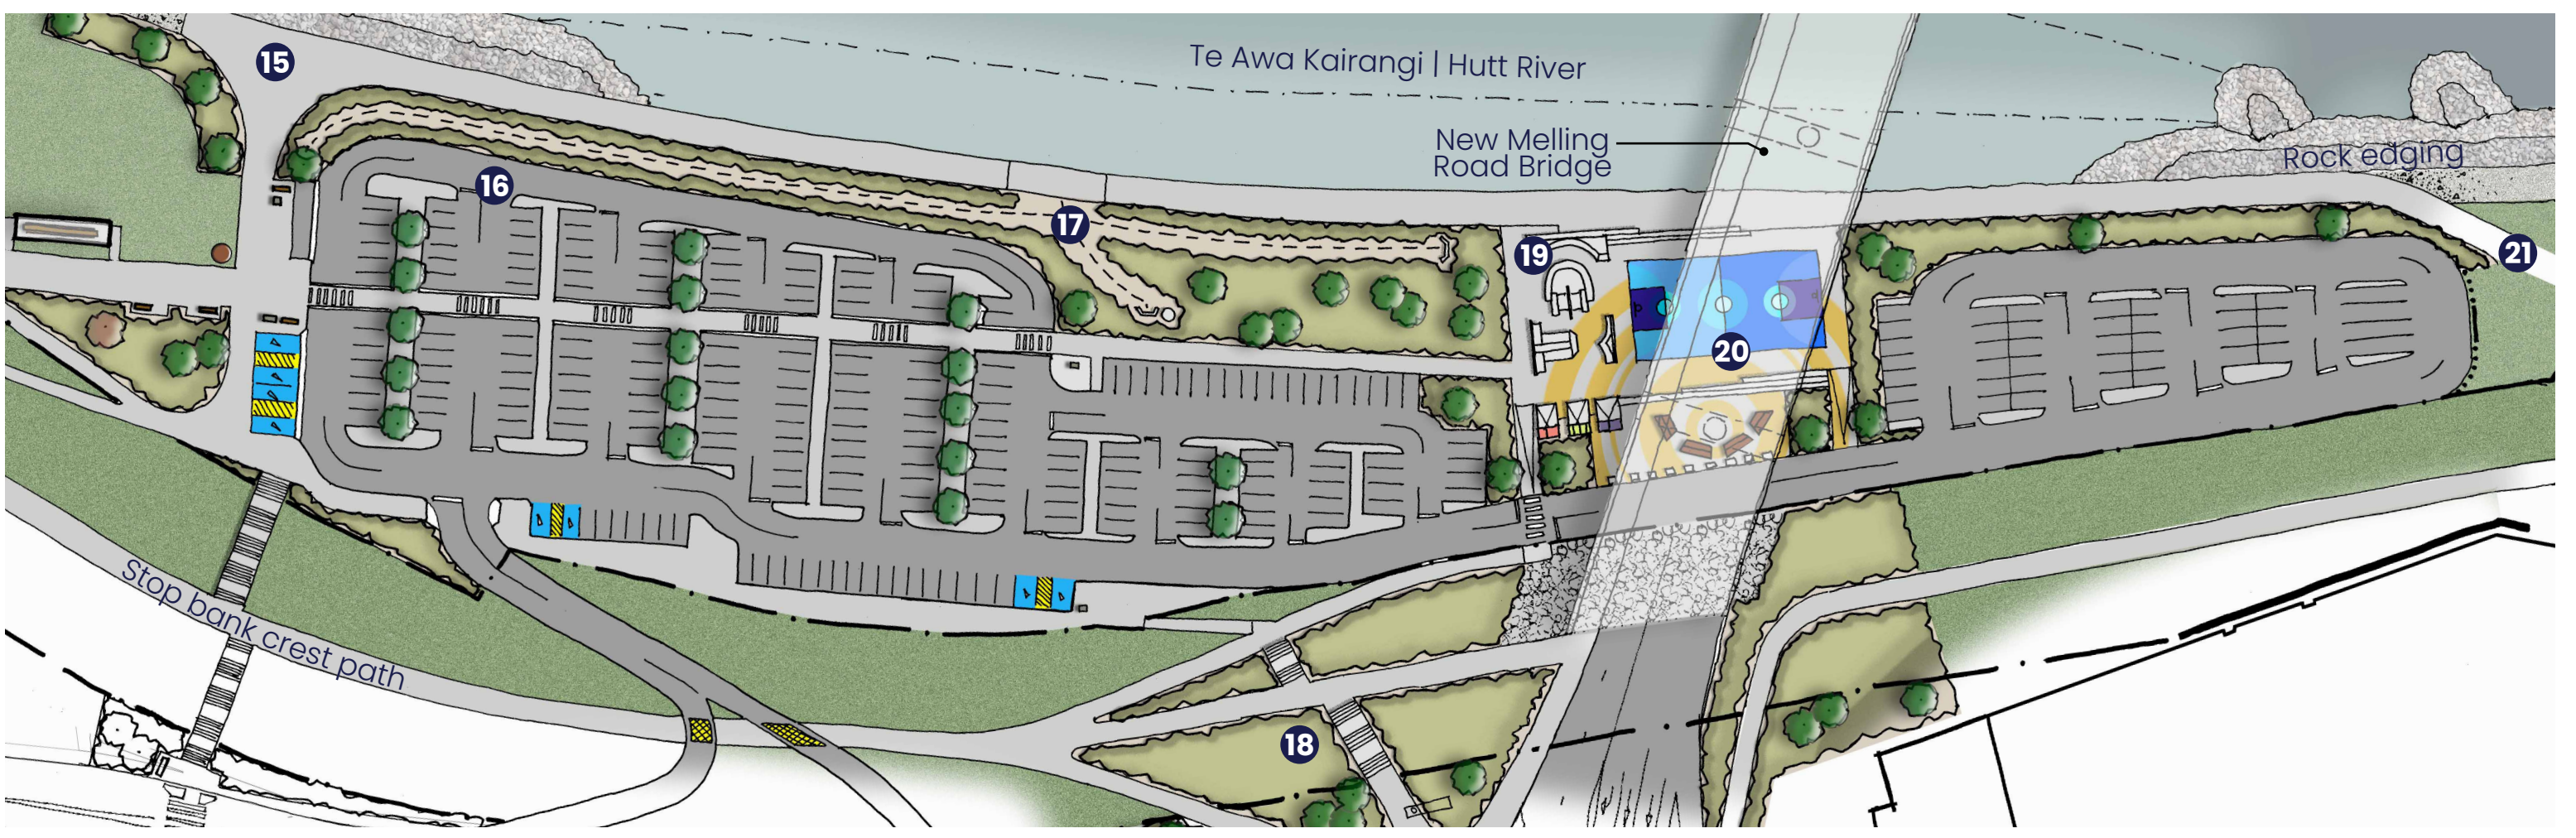 15
Te Awa Kairangi | Hutt River
New Melling
Road Bridge
Rock edging
16
17
19
21
20
Stop bank crest path
18